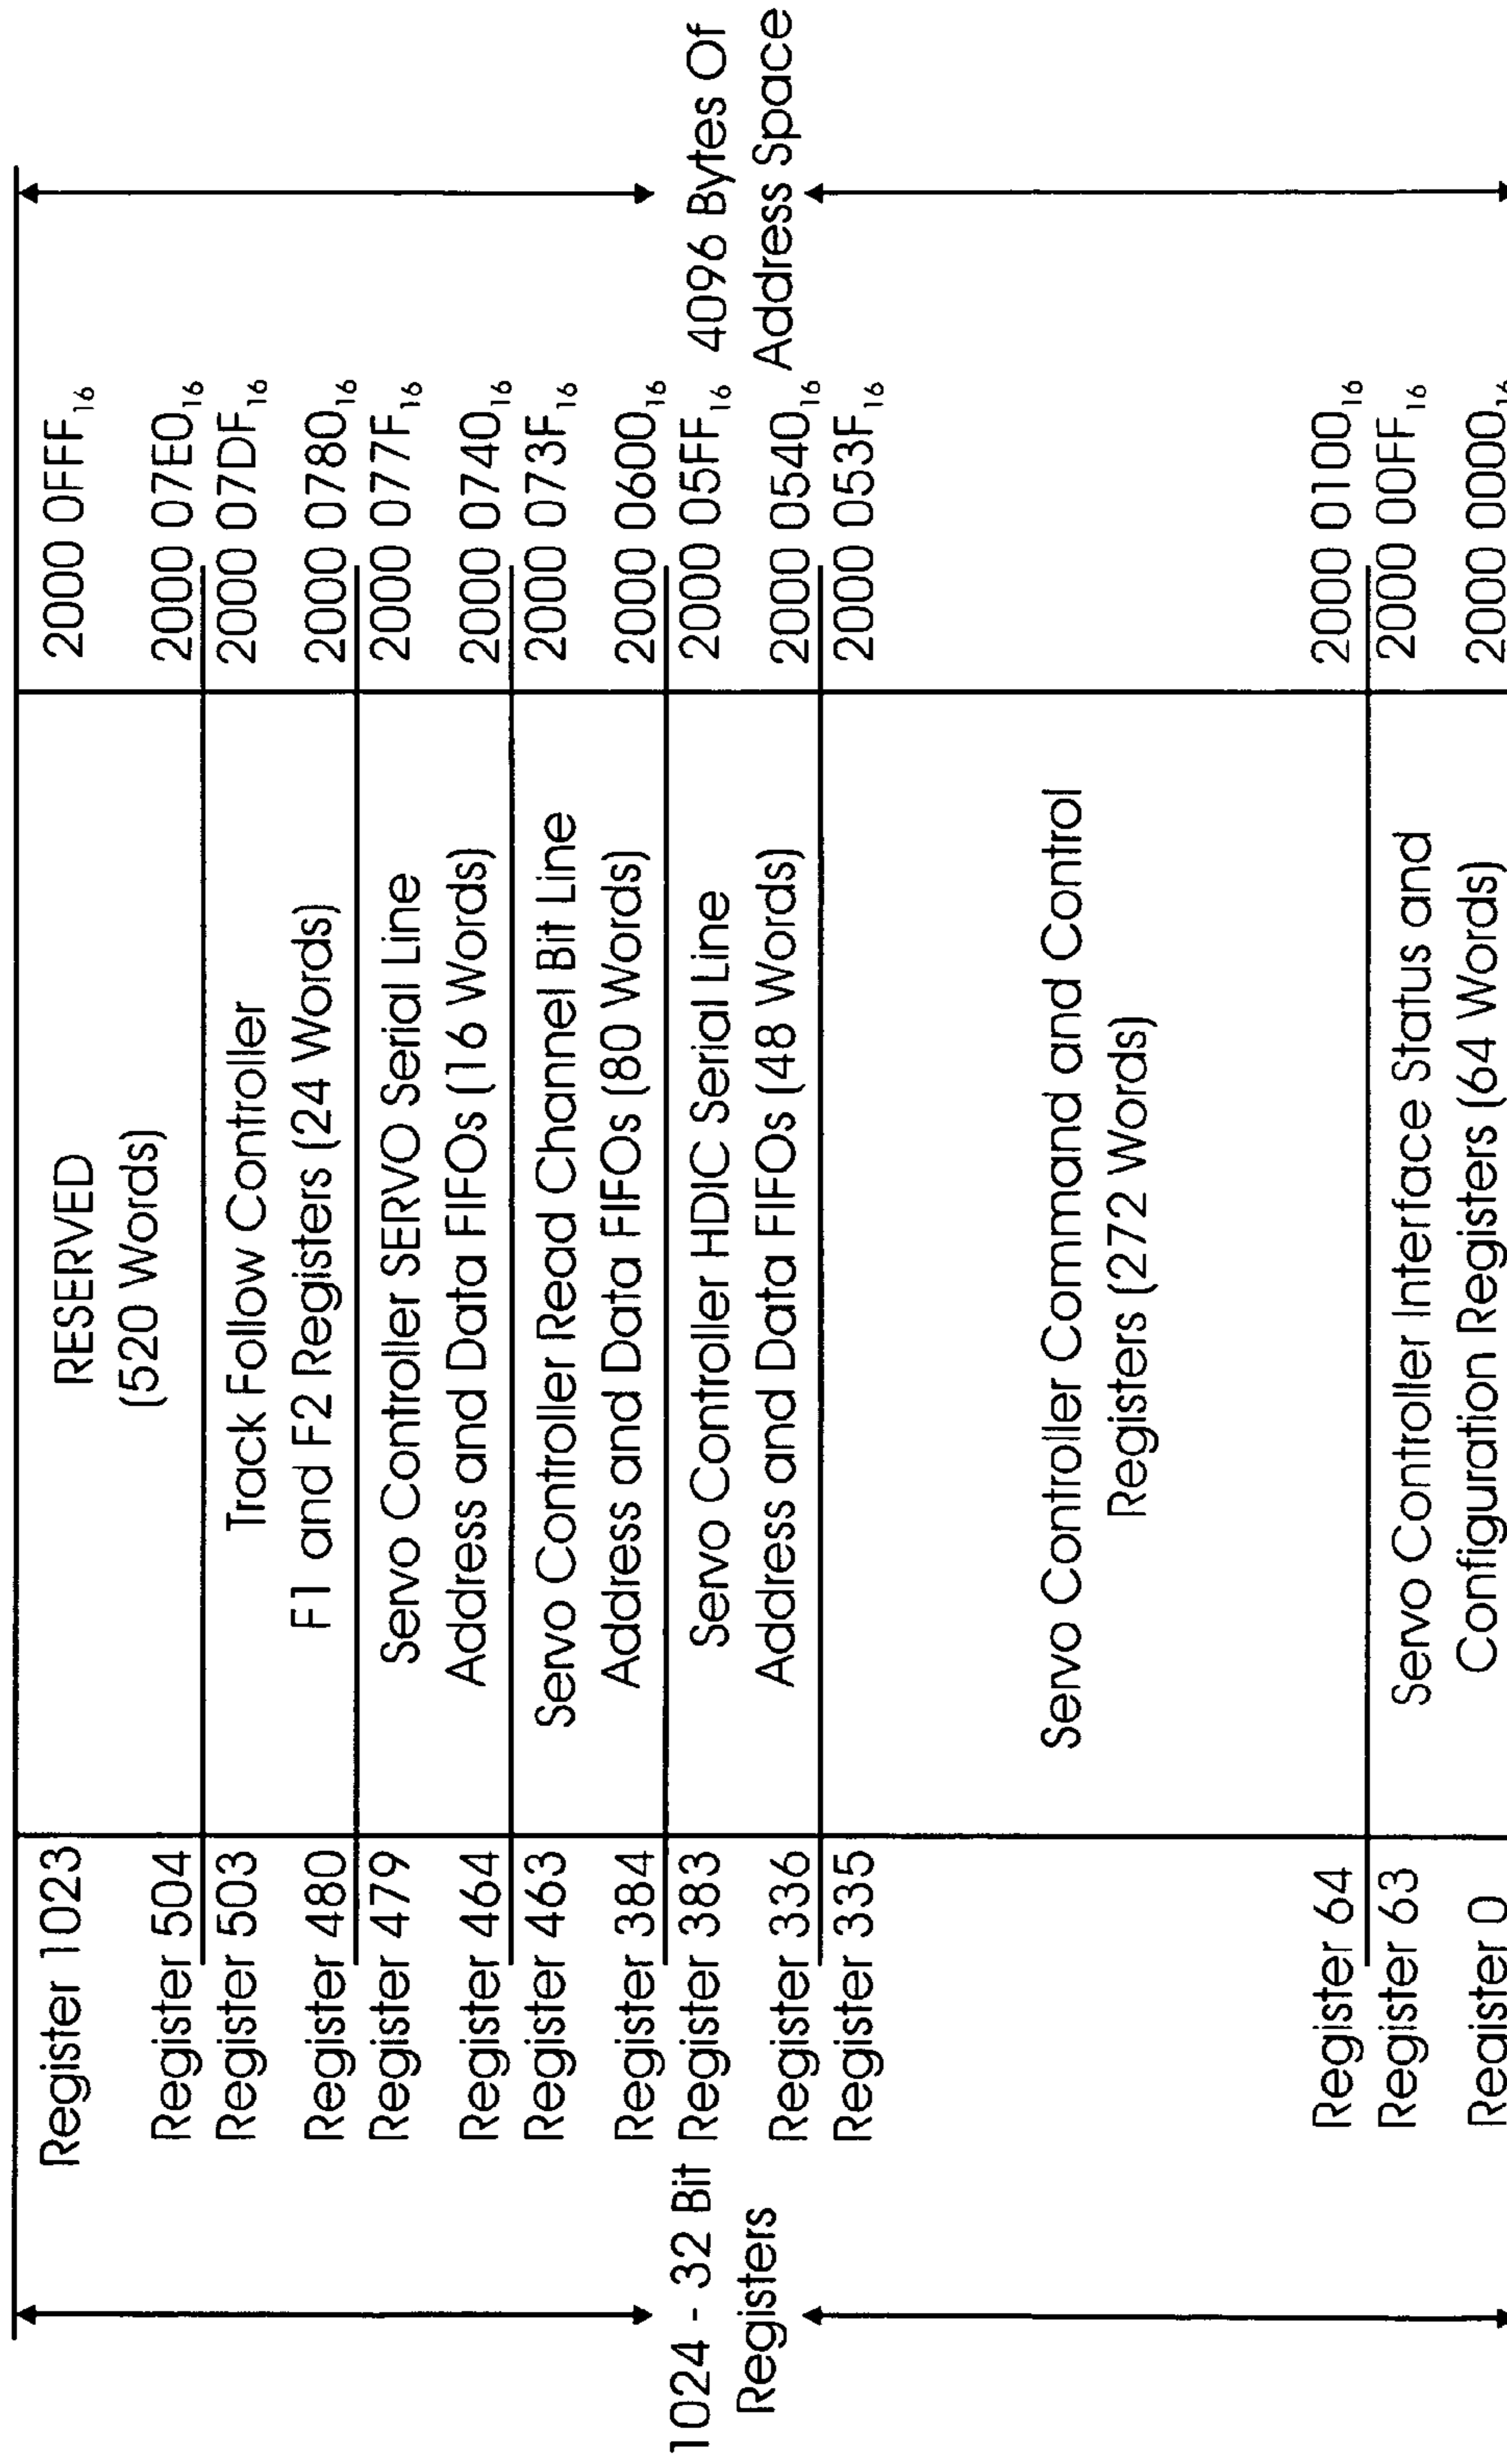 1024 - 32 Bit
Registers
Register 1023
Register 504
Register 503
Register 480
Register 479
Register 464
Register 463
Register 384
Register 383
Register 336
Register 335
Register 64
Register 63
Register 0
RESERVED
(520 Words)
Track Follow Controller
F1 and F2 Registers (24 Words)
Servo Controller SERVO Serial Line
Address and Data FIFOs (16 Words)
Servo Controller Read Channel Bit Line
Address and Data FIFOs (80 Words)
Servo Controller HDIC Serial Line
Address and Data FIFOs (48 Words)
Servo Controller Command and Control
Registers (272 Words)
Servo Controller Interface Status and
Configuration Registers (64 Words)
2000 0FFF₁₆
2000 07E0₁₆
2000 07DF₁₆
2000 0780₁₆
2000 077F₁₆
2000 0740₁₆
2000 073F₁₆
2000 0600₁₆
2000 05FF₁₆
2000 0540₁₆
2000 053F₁₆
2000 0100₁₆
2000 00FF₁₆
2000 0000₁₆
4096 Bytes Of
Address Space